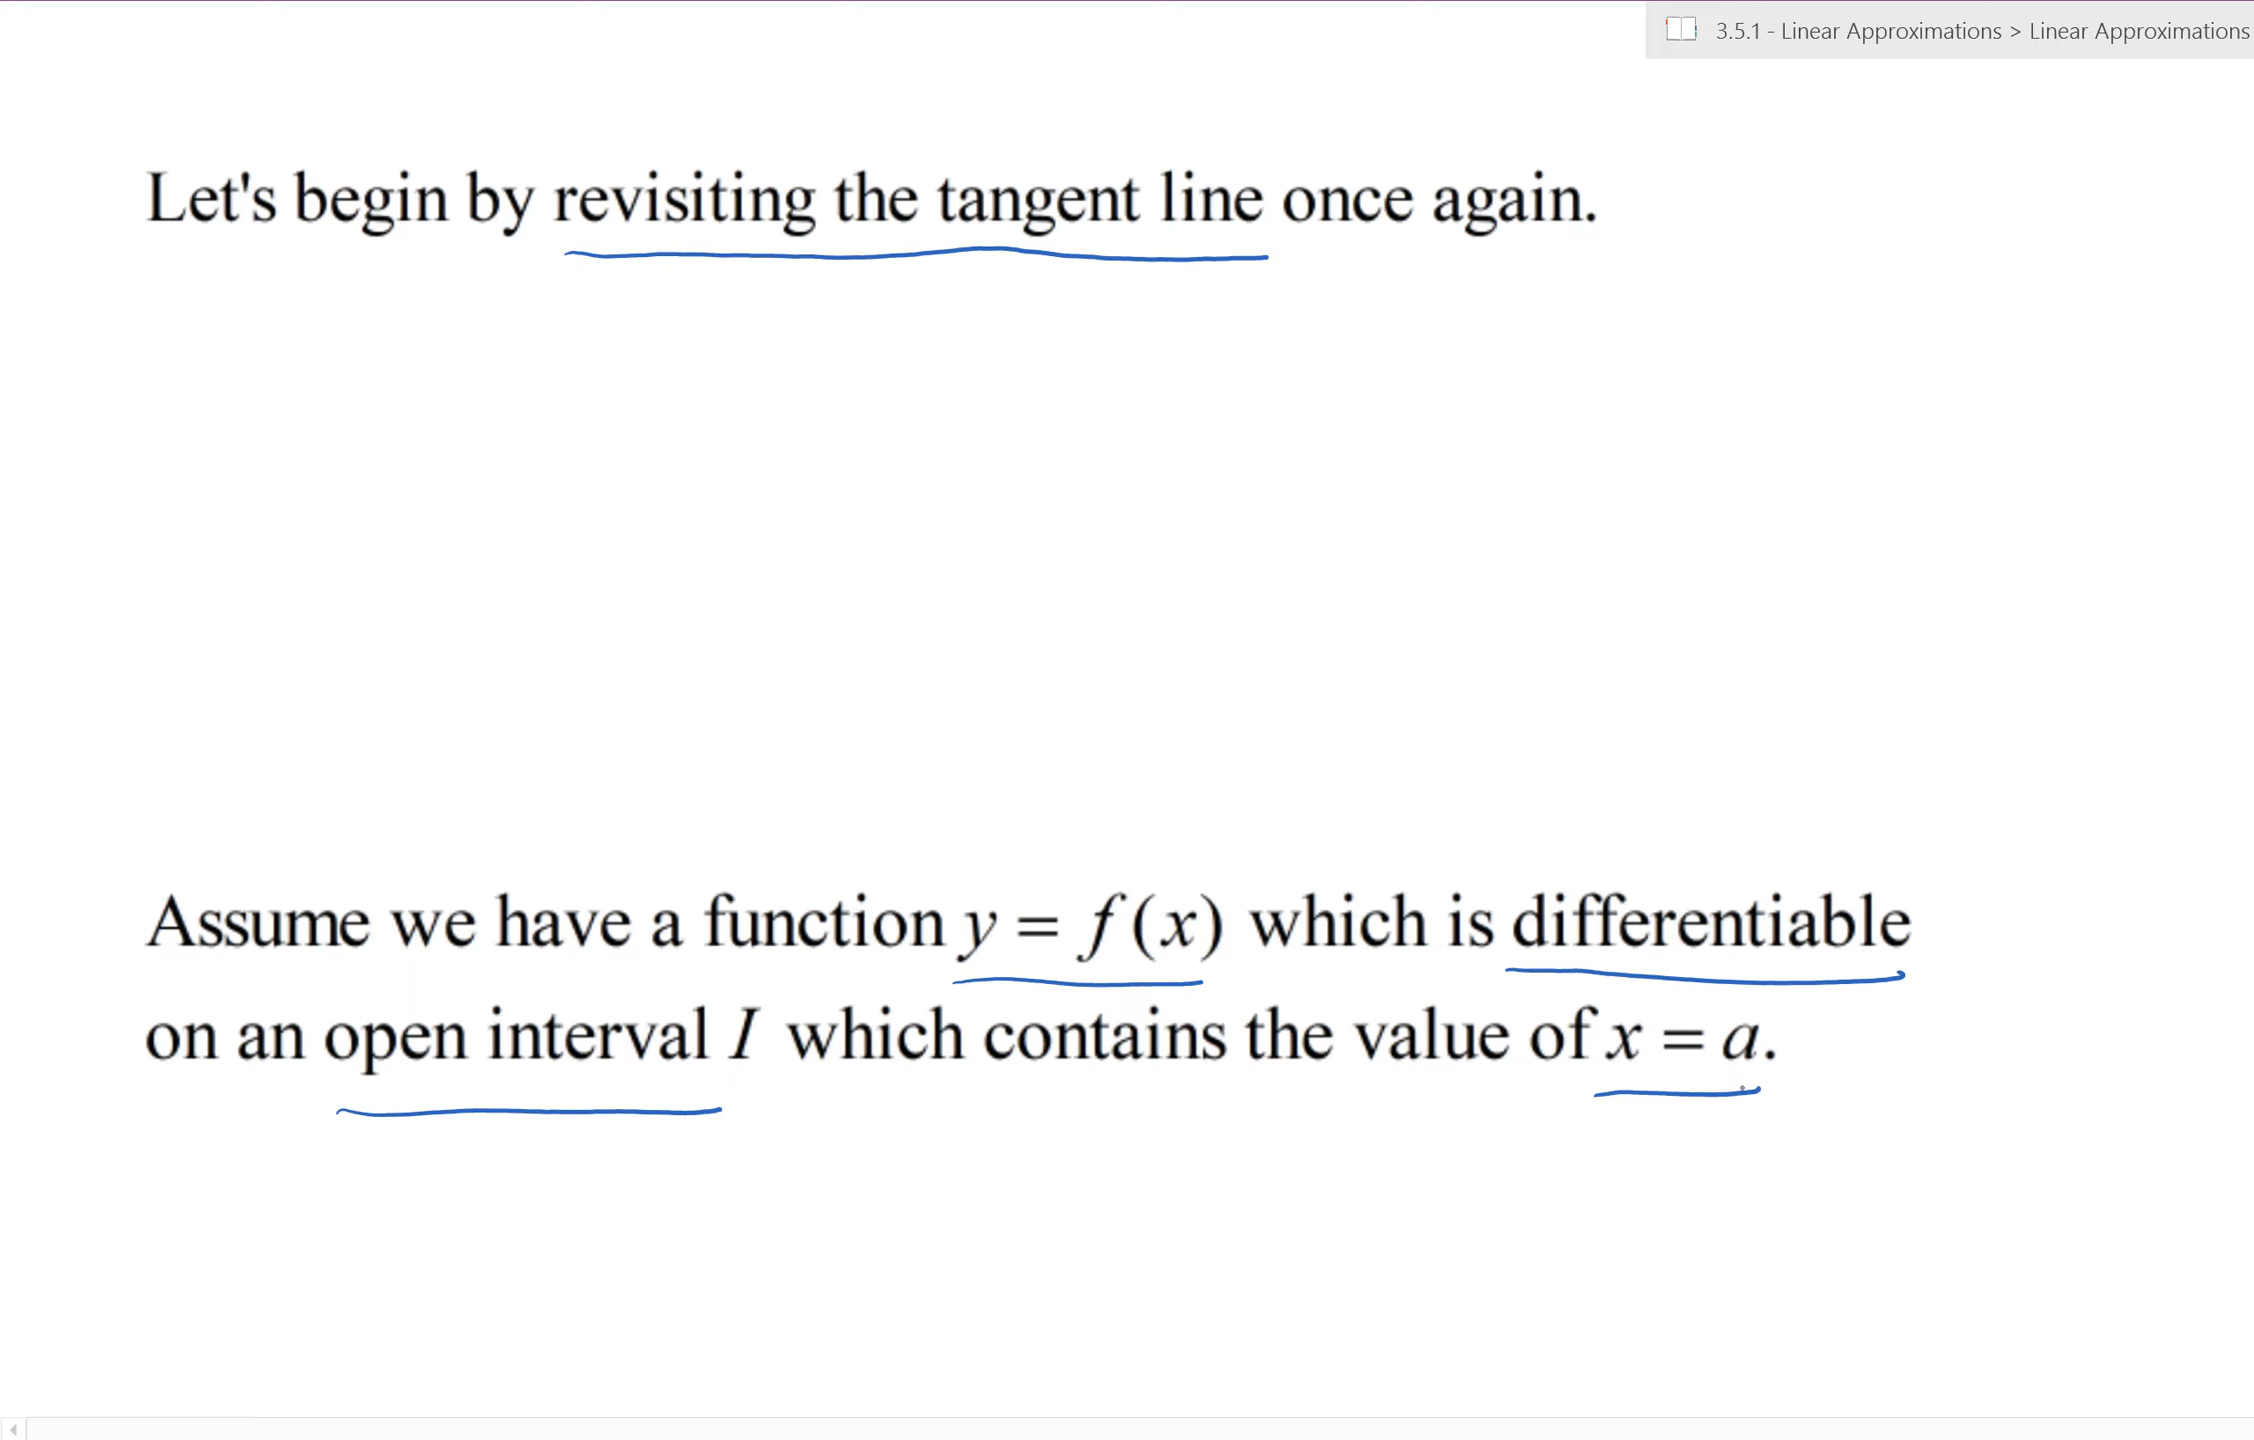 3.5.1 - Linear Approximations > Linear Approximations
Let's begin by revisiting the tangent line once again.
Assume we have a function y = f(x) which is differentiable
on an open interval I which contains the value of x = a.